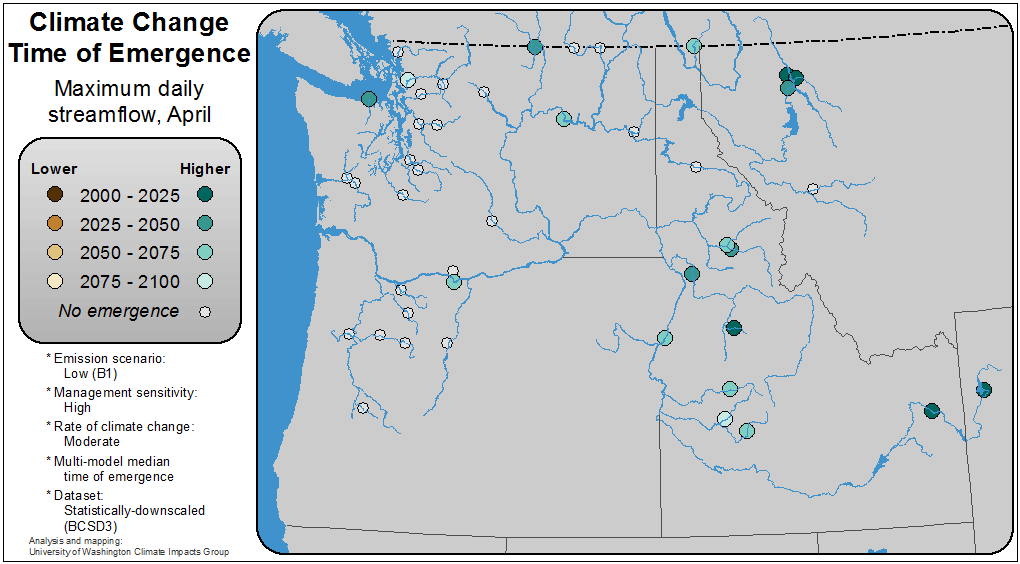 Climate Change
Time of Emergence
Maximum daily
streamflow, April
Lower Higher
2000 - 2025
2025 - 2050
2050 - 2075
2075 - 2100
No emergence
* Emission scenario:
Low (B1)
* Management sensitivity:
High
* Rate of climate change:
Moderate
* Multi-model median
time of emergence
* Dataset:
Statistically-downscaled
(BCSD3)
Analysis and mapping:
University of Washington Climate Impacts Group